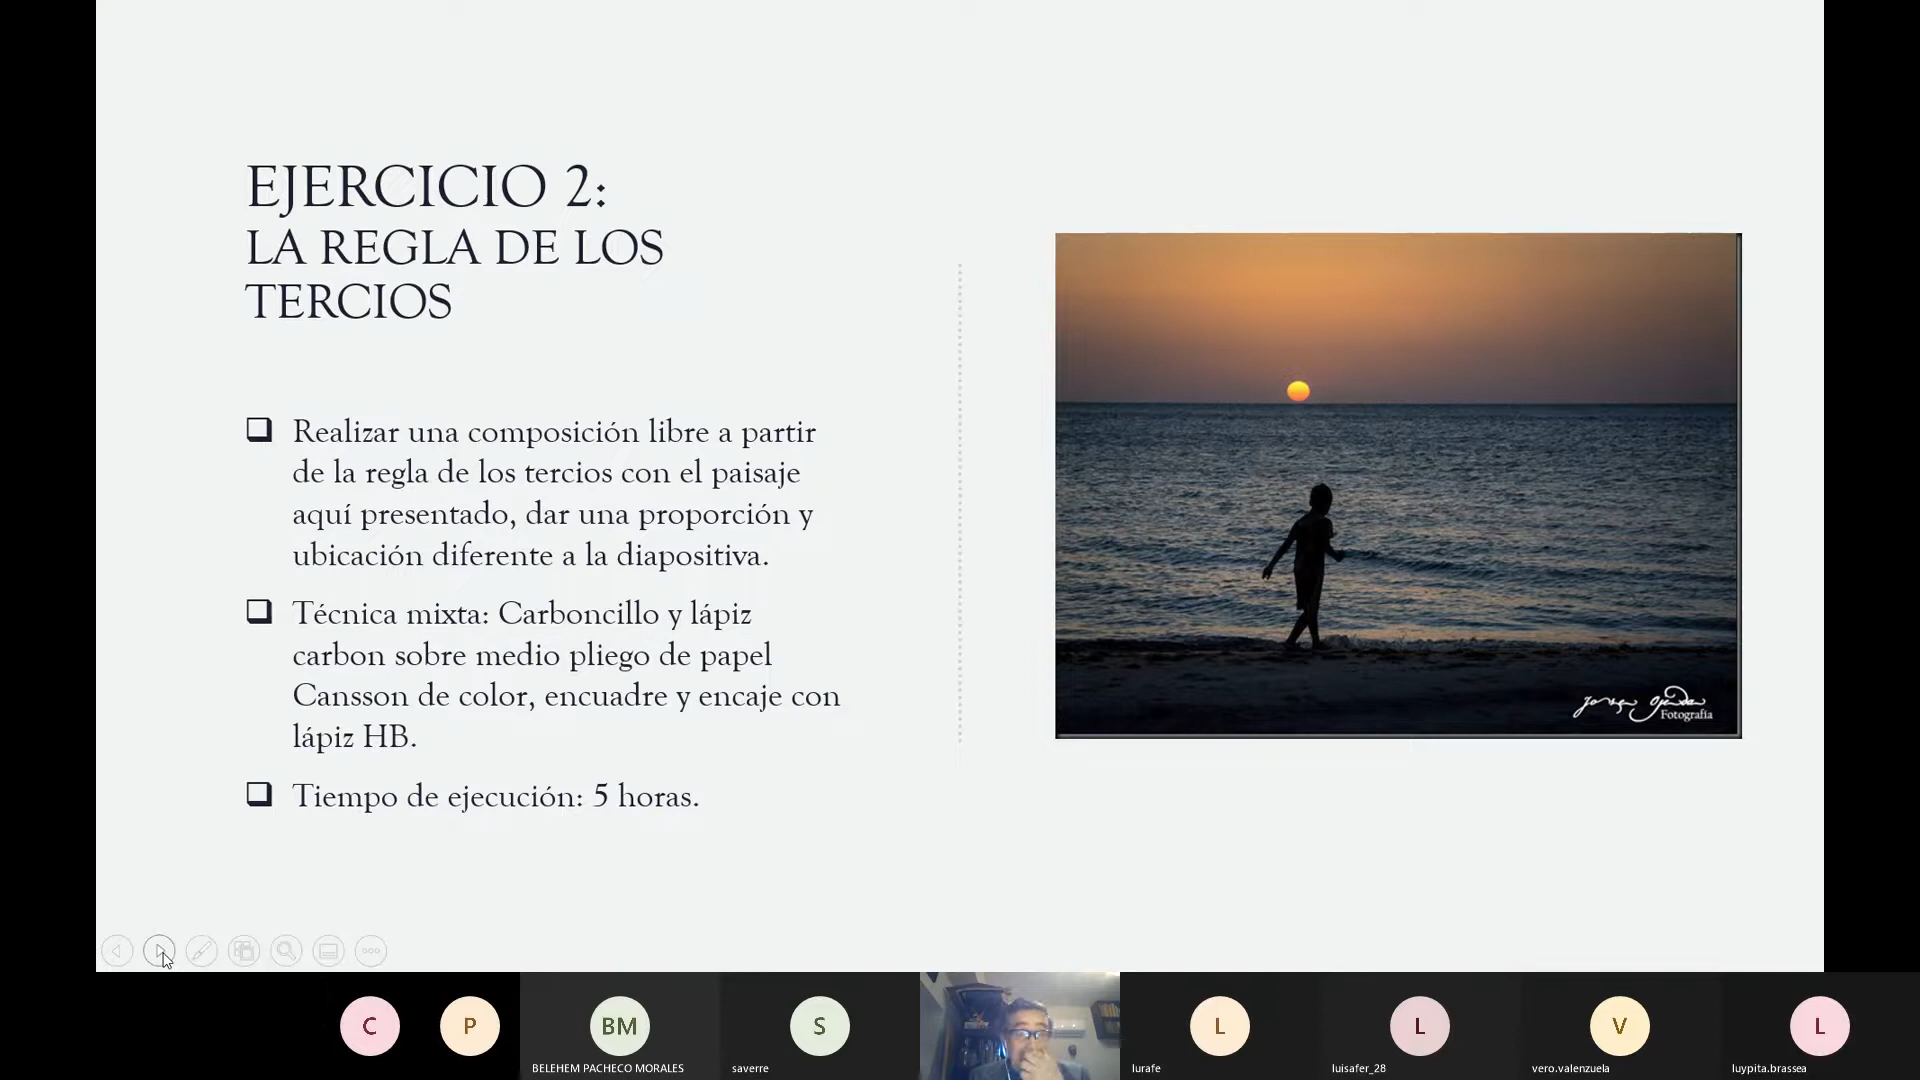 EJERCICIO 2:
LA REGLA DE LOS
TERCIOS
Realizar una composición libre a partir
de la regla de los tercios con el paisaje
aquí presentado, dar una proporción y
ubicación diferente a la diapositiva.
Técnica mixta: Carboncillo y lápiz
carbon sobre medio pliego de papel
Cansson de color, encuadre y encaje con
lápiz HB.
Tiempo de ejecución: 5 horas.
Fotografía
C
P
BM
S
L
L
V
L
BELEHEM PACHECO MORALES
saverre
lurafe
luisafer_28
vero.valenzuela
luypita.brassea